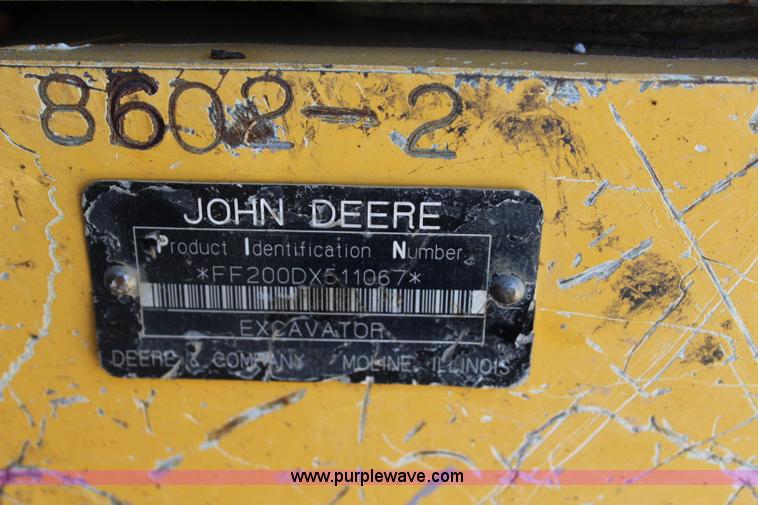 8602-2
JOHN DEERE
Product Identification Number
*FF200DX511067*
EXCAVATOR
DEERE & COMPANY MOLINE, ILLINOIS
www.purplewave.com